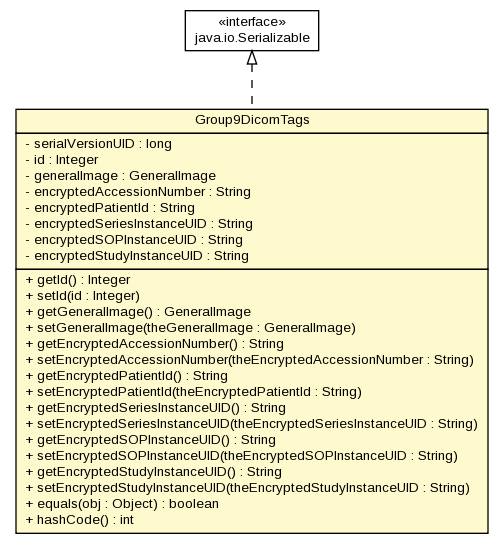 «interface»
java.io.Serializable
Group9DicomTags
- serialVersionUID : long
- id : Integer
- generalImage : GeneralImage
- encryptedAccessionNumber : String
- encryptedPatientId : String
- encryptedSeriesInstanceUID : String
- encryptedSOPInstanceUID : String
- encryptedStudyInstanceUID : String
+ getId() : Integer
+ setId(id : Integer)
+ getGeneralImage() : GeneralImage
+ setGeneralImage(theGeneralImage : GeneralImage)
+ getEncryptedAccessionNumber() : String
+ setEncryptedAccessionNumber(theEncryptedAccessionNumber : String)
+ getEncryptedPatientId() : String
+ setEncryptedPatientId(theEncryptedPatientId : String)
+ getEncryptedSeriesInstanceUID() : String
+ setEncryptedSeriesInstanceUID(theEncryptedSeriesInstanceUID : String)
+ getEncryptedSOPInstanceUID() : String
+ setEncryptedSOPInstanceUID(theEncryptedSOPInstanceUID : String)
+ getEncryptedStudyInstanceUID() : String
+ setEncryptedStudyInstanceUID(theEncryptedStudyInstanceUID : String)
+ equals(obj : Object) : boolean
+ hashCode() : int